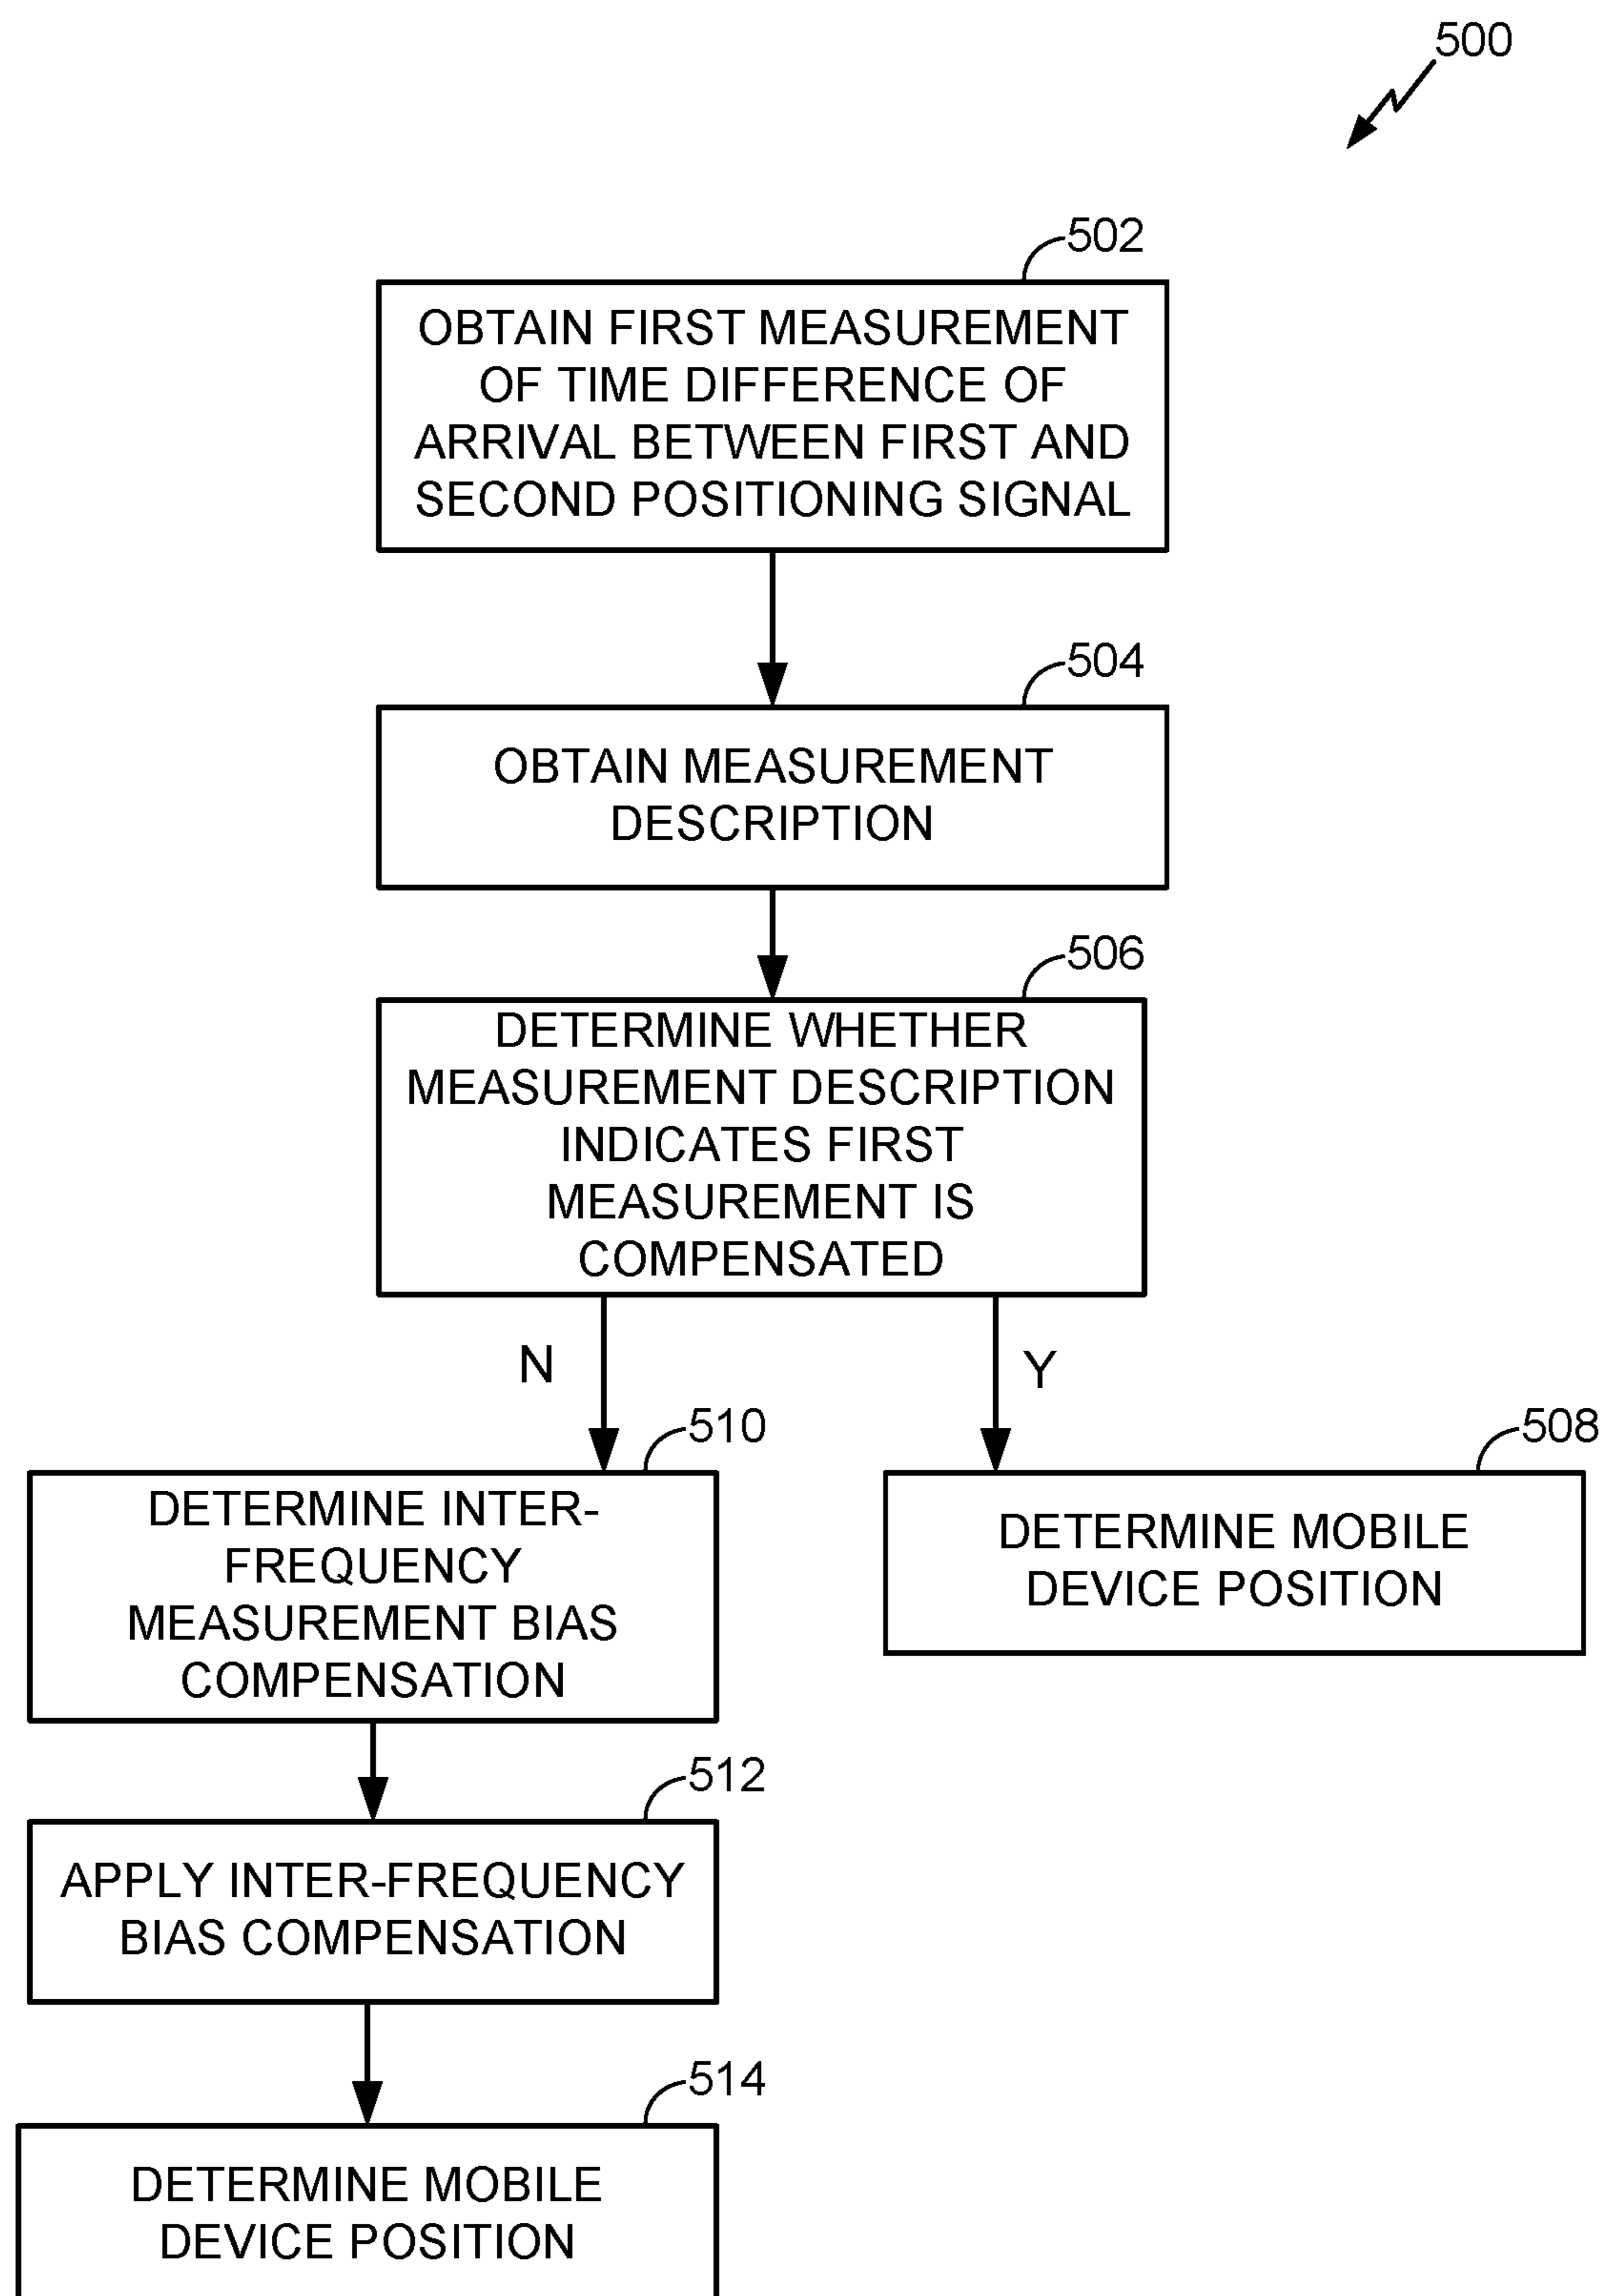 500
502
OBTAIN FIRST MEASUREMENT
OF TIME DIFFERENCE OF
ARRIVAL BETWEEN FIRST AND
SECOND POSITIONING SIGNAL
504
OBTAIN MEASUREMENT
DESCRIPTION
506
DETERMINE WHETHER
MEASUREMENT DESCRIPTION
INDICATES FIRST
MEASUREMENT IS
COMPENSATED
N
Y
510
DETERMINE INTER-
FREQUENCY
MEASUREMENT BIAS
COMPENSATION
508
DETERMINE MOBILE
DEVICE POSITION
512
APPLY INTER-FREQUENCY
BIAS COMPENSATION
514
DETERMINE MOBILE
DEVICE POSITION